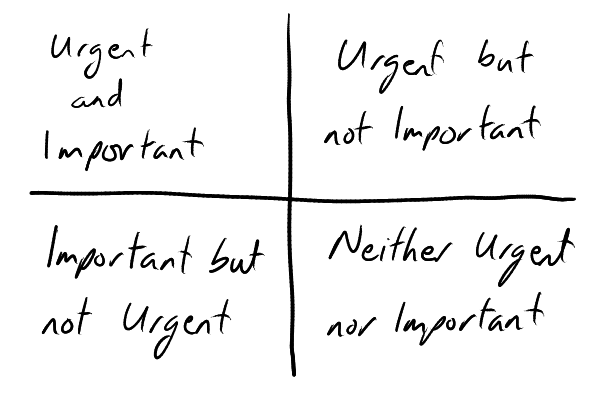 Urgent
and
Important
Urgent but
not Important
Important but
not Urgent
Neither Urgent
nor Important